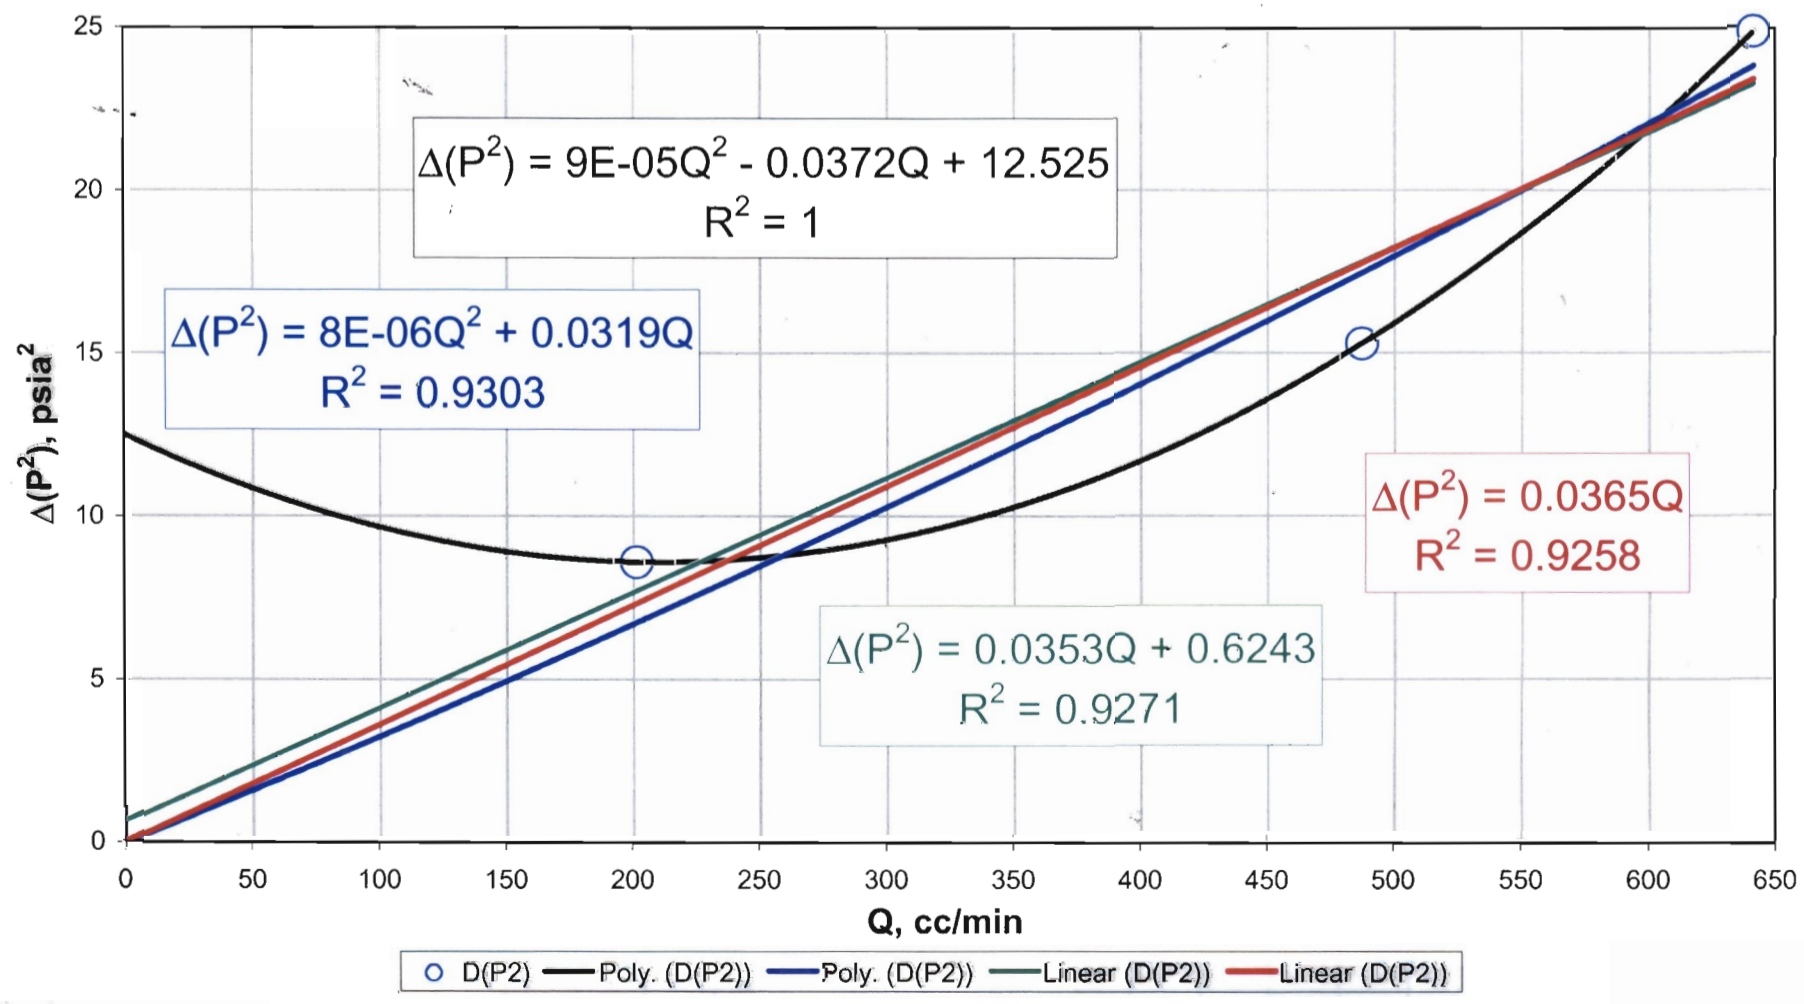 25
20
15
10
5
0
Δ(P²), psia²
Δ(P²) = 9E-05Q² - 0.0372Q + 12.525
R² = 1
Δ(P²) = 8E-06Q² + 0.0319Q
R² = 0.9303
Δ(P²) = 0.0365Q
R² = 0.9258
Δ(P²) = 0.0353Q + 0.6243
R² = 0.9271
0 50 100 150 200 250 300 350 400 450 500 550 600 650
Q, cc/min
D(P2) Poly. (D(P2)) Poly. (D(P2)) Linear (D(P2)) Linear (D(P2))